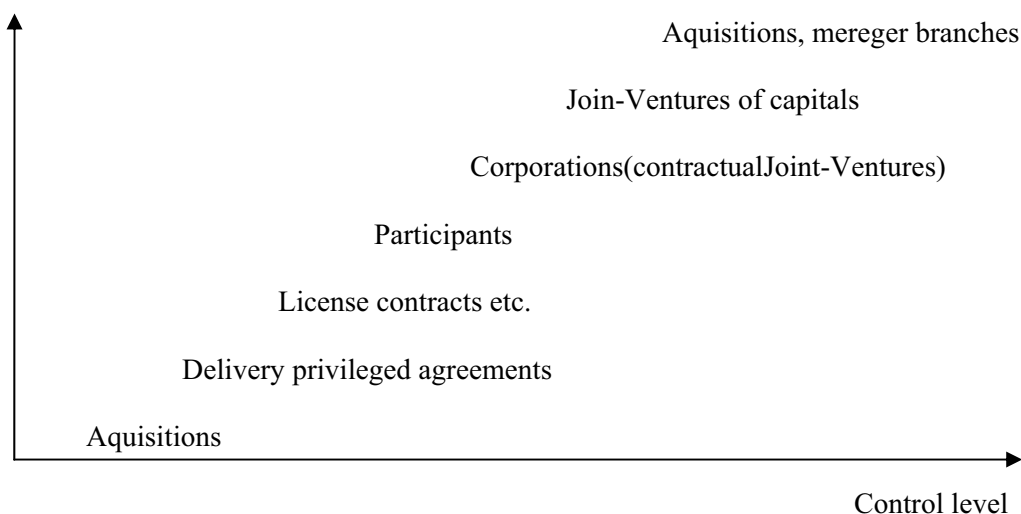 Aquisitions, mereger branches
Join-Ventures of capitals
Corporations(contractualJoint-Ventures)
Participants
License contracts etc.
Delivery privileged agreements
Aquisitions
Control level